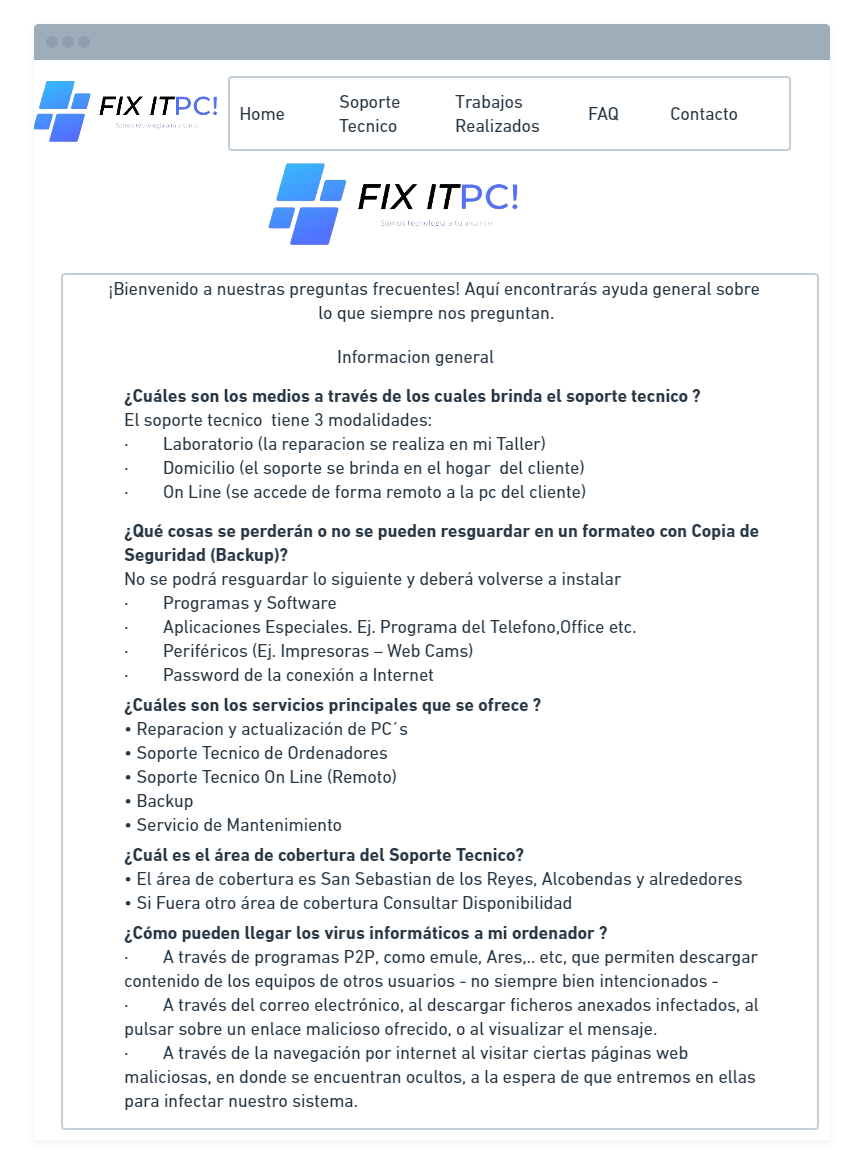 FIX ITPC!
Somos tecnología a tu alcance
Home
Soporte
Tecnico
Trabajos
Realizados
FAQ
Contacto
FIX ITPC!
Somos tecnología a tu alcance
¡Bienvenido a nuestras preguntas frecuentes! Aquí encontrarás ayuda general sobre
lo que siempre nos preguntan.
Informacion general
¿Cuáles son los medios a través de los cuales brinda el soporte tecnico ?
El soporte tecnico  tiene 3 modalidades:
· Laboratorio (la reparacion se realiza en mi Taller)
· Domicilio (el soporte se brinda en el hogar  del cliente)
· On Line (se accede de forma remoto a la pc del cliente)
¿Qué cosas se perderán o no se pueden resguardar en un formateo con Copia de
Seguridad (Backup)?
No se podrá resguardar lo siguiente y deberá volverse a instalar
· Programas y Software
· Aplicaciones Especiales. Ej. Programa del Telefono,Office etc.
· Periféricos (Ej. Impresoras – Web Cams)
· Password de la conexión a Internet
¿Cuáles son los servicios principales que se ofrece ?
• Reparacion y actualización de PC´s
• Soporte Tecnico de Ordenadores
• Soporte Tecnico On Line (Remoto)
• Backup
• Servicio de Mantenimiento
¿Cuál es el área de cobertura del Soporte Tecnico?
• El área de cobertura es San Sebastian de los Reyes, Alcobendas y alrededores
• Si Fuera otro área de cobertura Consultar Disponibilidad
¿Cómo pueden llegar los virus informáticos a mi ordenador ?
· A través de programas P2P, como emule, Ares,.. etc, que permiten descargar
contenido de los equipos de otros usuarios - no siempre bien intencionados -
· A través del correo electrónico, al descargar ficheros anexados infectados, al
pulsar sobre un enlace malicioso ofrecido, o al visualizar el mensaje.
· A través de la navegación por internet al visitar ciertas páginas web
maliciosas, en donde se encuentran ocultos, a la espera de que entremos en ellas
para infectar nuestro sistema.